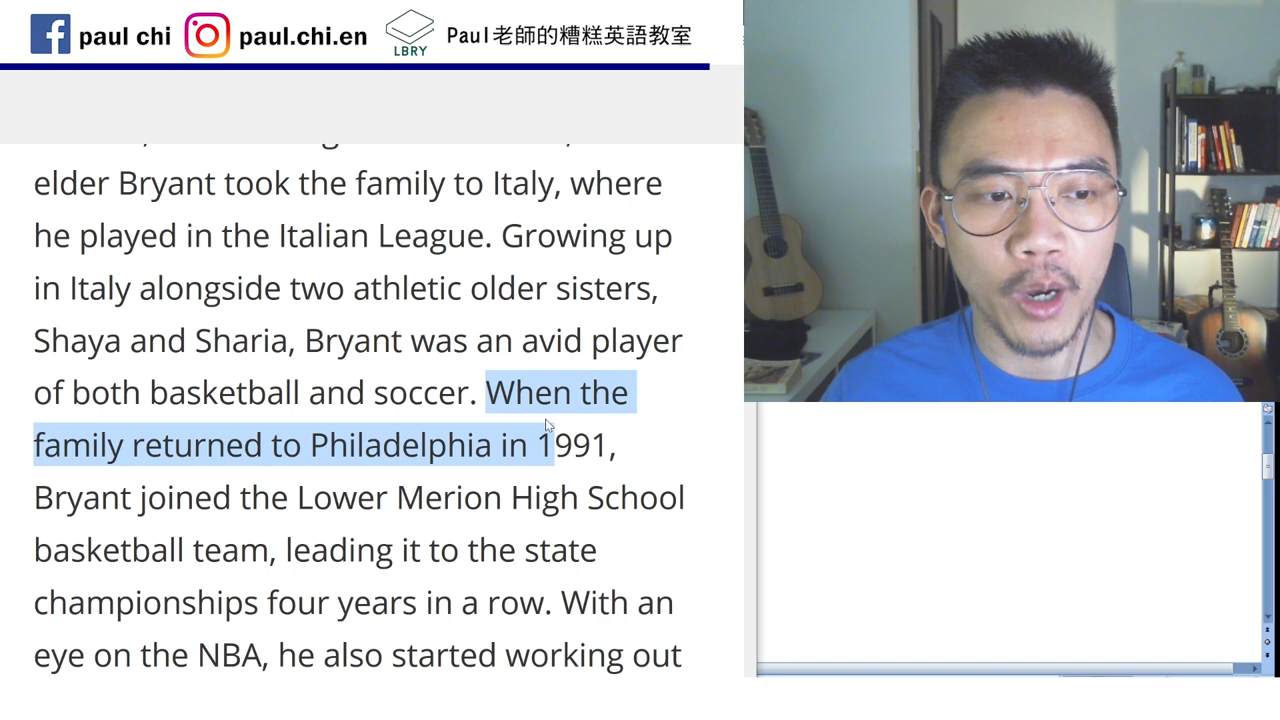 paul chi paul.chi.en LBRY Paul老師的糟糕英語教室
elder Bryant took the family to Italy, where
he played in the Italian League. Growing up
in Italy alongside two athletic older sisters,
Shaya and Sharia, Bryant was an avid player
of both basketball and soccer. When the
family returned to Philadelphia in 1991,
Bryant joined the Lower Merion High School
basketball team, leading it to the state
championships four years in a row. With an
eye on the NBA, he also started working out